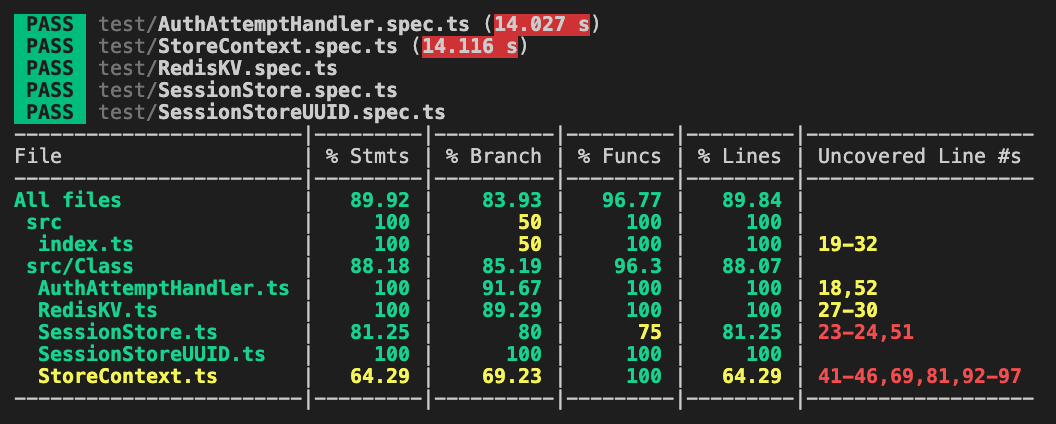 PASS test/AuthAttemptHandler.spec.ts (14.027 s)
PASS test/StoreContext.spec.ts (14.116 s)
PASS test/RedisKV.spec.ts
PASS test/SessionStore.spec.ts
PASS test/SessionStoreUUID.spec.ts
------------------------|---------|----------|---------|---------|-------------------
File | % Stmts | % Branch | % Funcs | % Lines | Uncovered Line #s
------------------------|---------|----------|---------|---------|-------------------
All files | 89.92 | 83.93 | 96.77 | 89.84 |
src | 100 | 50 | 100 | 100 |
index.ts | 100 | 50 | 100 | 100 | 19-32
src/Class | 88.18 | 85.19 | 96.3 | 88.07 |
AuthAttemptHandler.ts | 100 | 91.67 | 100 | 100 | 18,52
RedisKV.ts | 100 | 89.29 | 100 | 100 | 27-30
SessionStore.ts | 81.25 | 80 | 75 | 81.25 | 23-24,51
SessionStoreUUID.ts | 100 | 100 | 100 | 100 |
StoreContext.ts | 64.29 | 69.23 | 100 | 64.29 | 41-46,69,81,92-97
------------------------|---------|----------|---------|---------|-------------------